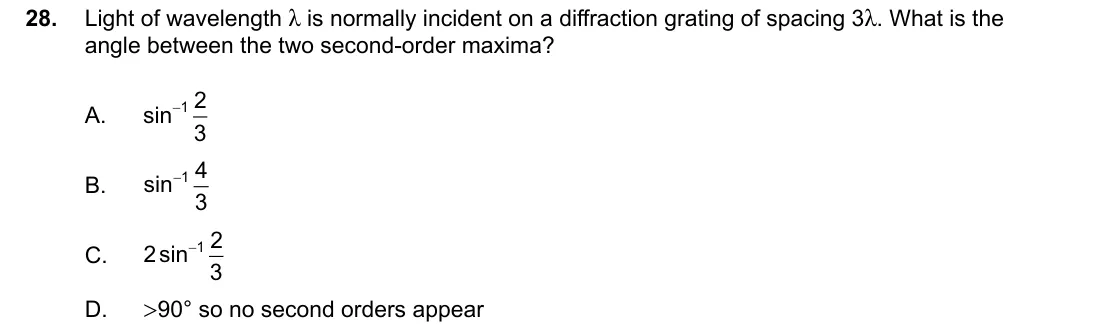 28. Light of wavelength λ is normally incident on a diffraction grating of spacing 3λ. What is the
angle between the two second-order maxima?
A. sin⁻¹ 2/3
B. sin⁻¹ 4/3
C. 2 sin⁻¹ 2/3
D. >90° so no second orders appear